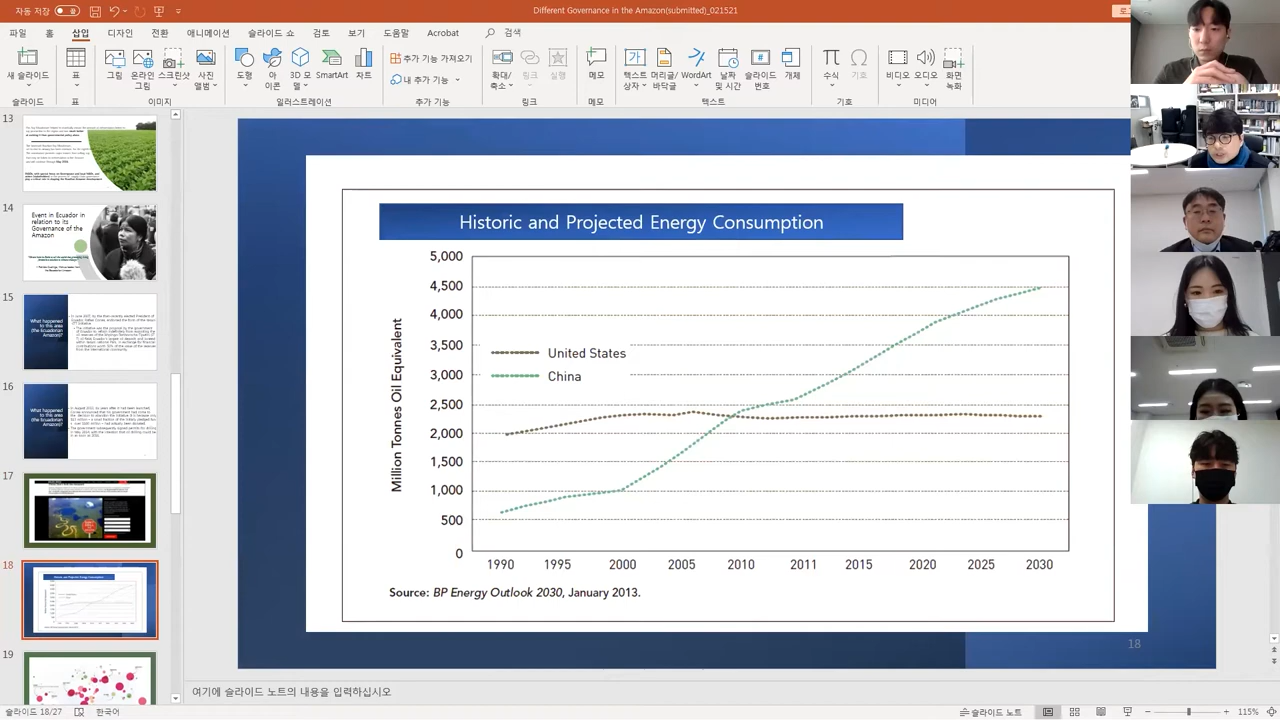 자동 저장
Different Governance in the Amazon(submitted)_021521
파일 홈 삽입 디자인 전환 애니메이션 슬라이드 쇼 검토 보기 도움말 Acrobat 검색
새 슬라이드
표
그림
온라인 그림
스크린샷
사진 앨범
도형
아이콘
3D 모델
SmartArt
차트
추가 기능 가져오기
내 추가 기능
확대/축소
링크
실행
메모
텍스트 상자
머리글/바닥글
WordArt
날짜 및 시간
슬라이드 번호
개체
수식
기호
비디오
오디오
화면 녹화
슬라이드 표 이미지 일러스트레이션 추가 기능 링크 메모 텍스트 기호 미디어
13
14
Event in Ecuador in
relation to its
Governance of the
Amazon
15
What happened
to this area
(the Ecuadorian
Amazon)?
16
What happened
to this area
(the Ecuadorian
Amazon)?
17
18
Historic and Projected Energy Consumption
19
Historic and Projected Energy Consumption
Million Tomes Oil Equivalent
5,000
4,500
4,000
3,500
3,000
2,500
2,000
1,500
1,000
500
0
United States
China
1990 1995 2000 2005 2010 2011 2015 2020 2025 2030
Source: BP Energy Outlook 2030, January 2013.
18
여기에 슬라이드 노트의 내용을 입력하십시오
슬라이드 18/27 한국어 슬라이드 노트 115%